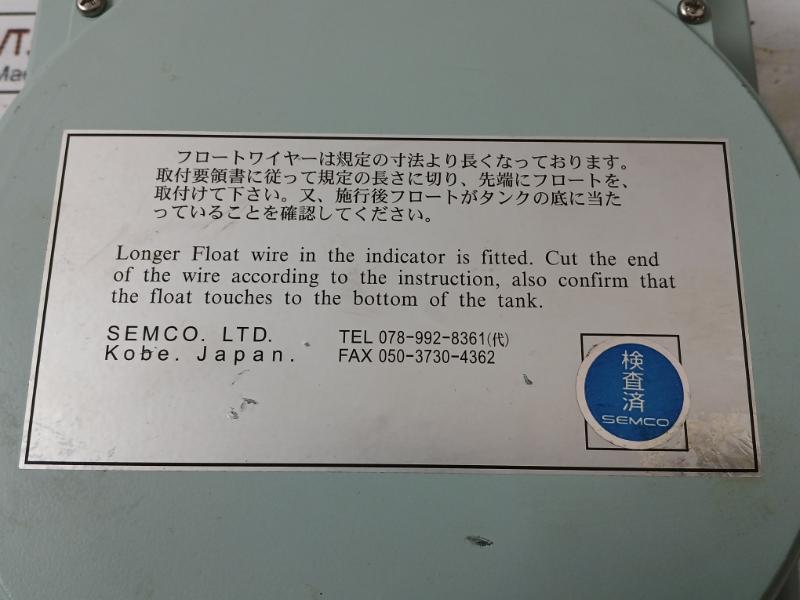 VT.
Ma
フロートワイヤーは規定の寸法より長くなっております。
取付要領書に従って規定の長さに切り、先端にフロートを、
取付けて下さい。又、施行後フロートがタンクの底に当た
っていることを確認してください。
Longer Float wire in the indicator is fitted. Cut the end
of the wire according to the instruction, also confirm that
the float touches to the bottom of the tank.
SEMCO. LTD. TEL 078-992-8361(代)
Kobe. Japan. FAX 050-3730-4362
検
査
済
SEMCO